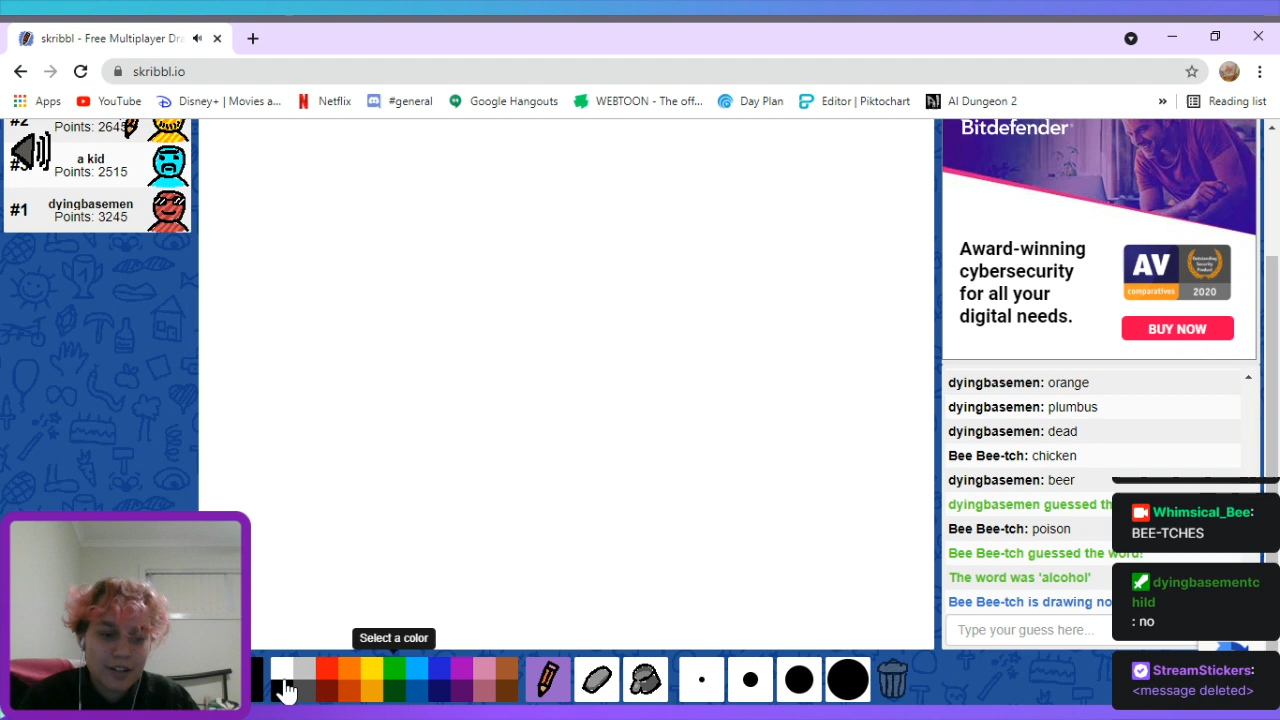 skribbl - Free Multiplayer Dra
skribbl.io
Apps YouTube Disney+ | Movies a... Netflix #general Google Hangouts WEBTOON - The off... Day Plan Editor | Piktochart AI Dungeon 2 » Reading list
#2 Points: 2645
a kid
Points: 2515
#1 dyingbasemen
Points: 3245
Bitdefender
Award-winning
cybersecurity
for all your
digital needs.
AV
comparatives
2020
BUY NOW
dyingbasemen: orange
dyingbasemen: plumbus
dyingbasemen: dead
Bee Bee-tch: chicken
dyingbasemen: beer
dyingbasemen guessed th
Bee Bee-tch: poison
Bee Bee-tch guessed the word!
The word was 'alcohol'
Bee Bee-tch is drawing no
Type your guess here...
Whimsical_Bee:
BEE-TCHES
dyingbasementc
hild
: no
StreamStickers:
<message deleted>
Select a color